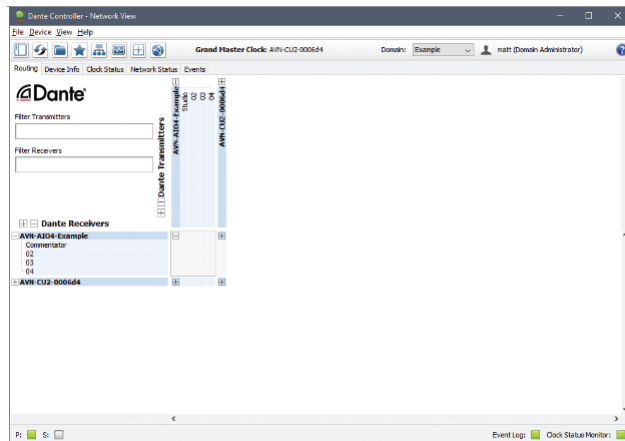 Dante Controller - Network View
File Device View Help
Grand Master Clock: AVN-CU2-0006d4 Domain: Example matt (Domain Administrator) ?
Routing Device Info Clock Status Network Status Events
Dante
Filter Transmitters
Filter Receivers
Dante Transmitters
AVN-AIO4-Example
Studio
02
03
04
AVN-CU2-0006d4
Dante Receivers
AVN-AIO4-Example
Commentator
02
03
04
AVN-CU2-0006d4
P: S: Event Log: Clock Status Monitor: